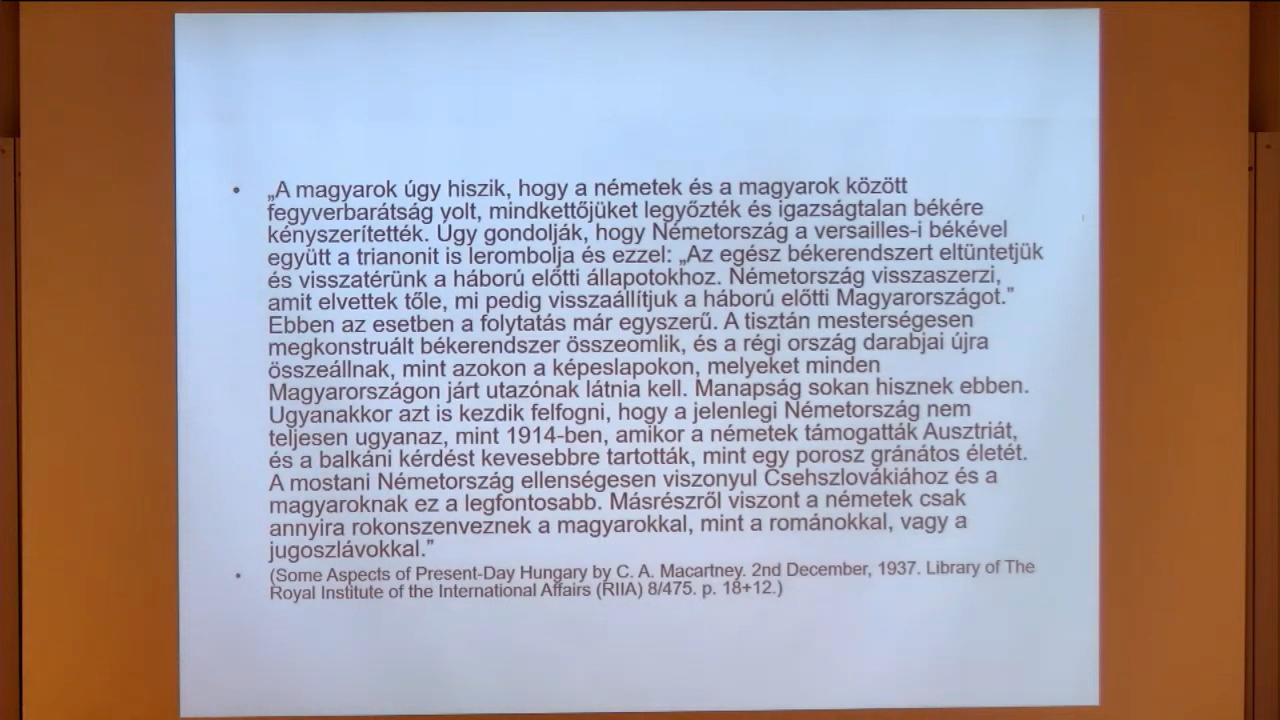 • „A magyarok úgy hiszik, hogy a németek és a magyarok között
fegyverbarátság volt, mindkettőjüket legyőzték és igazságtalan békére
kényszerítették. Úgy gondolják, hogy Németország a versailles-i békével
együtt a trianonit is lerombolja és ezzel: „Az egész békerendszert eltüntetjük
és visszatérünk a háború előtti állapotokhoz. Németország visszaszerzi,
amit elvettek tőle, mi pedig visszaállítjuk a háború előtti Magyarországot.”
Ebben az esetben a folytatás már egyszerű. A tisztán mesterségesen
megkonstruált békerendszer összeomlik, és a régi ország darabjai újra
összeállnak, mint azokon a képeslapokon, melyeket minden
Magyarországon járt utazónak látnia kell. Manapság sokan hisznek ebben.
Ugyanakkor azt is kezdik felfogni, hogy a jelenlegi Németország nem
teljesen ugyanaz, mint 1914-ben, amikor a németek támogatták Ausztriát,
és a balkáni kérdést kevesebbre tartották, mint egy porosz gránátos életét.
A mostani Németország ellenségesen viszonyul Csehszlovákiához és a
magyaroknak ez a legfontosabb. Másrészről viszont a németek csak
annyira rokonszenveznek a magyarokkal, mint a románokkal, vagy a
jugoszlávokkal.”
• (Some Aspects of Present-Day Hungary by C. A. Macartney. 2nd December, 1937. Library of The
Royal Institute of the International Affairs (RIIA) 8/475. p. 18+12.)